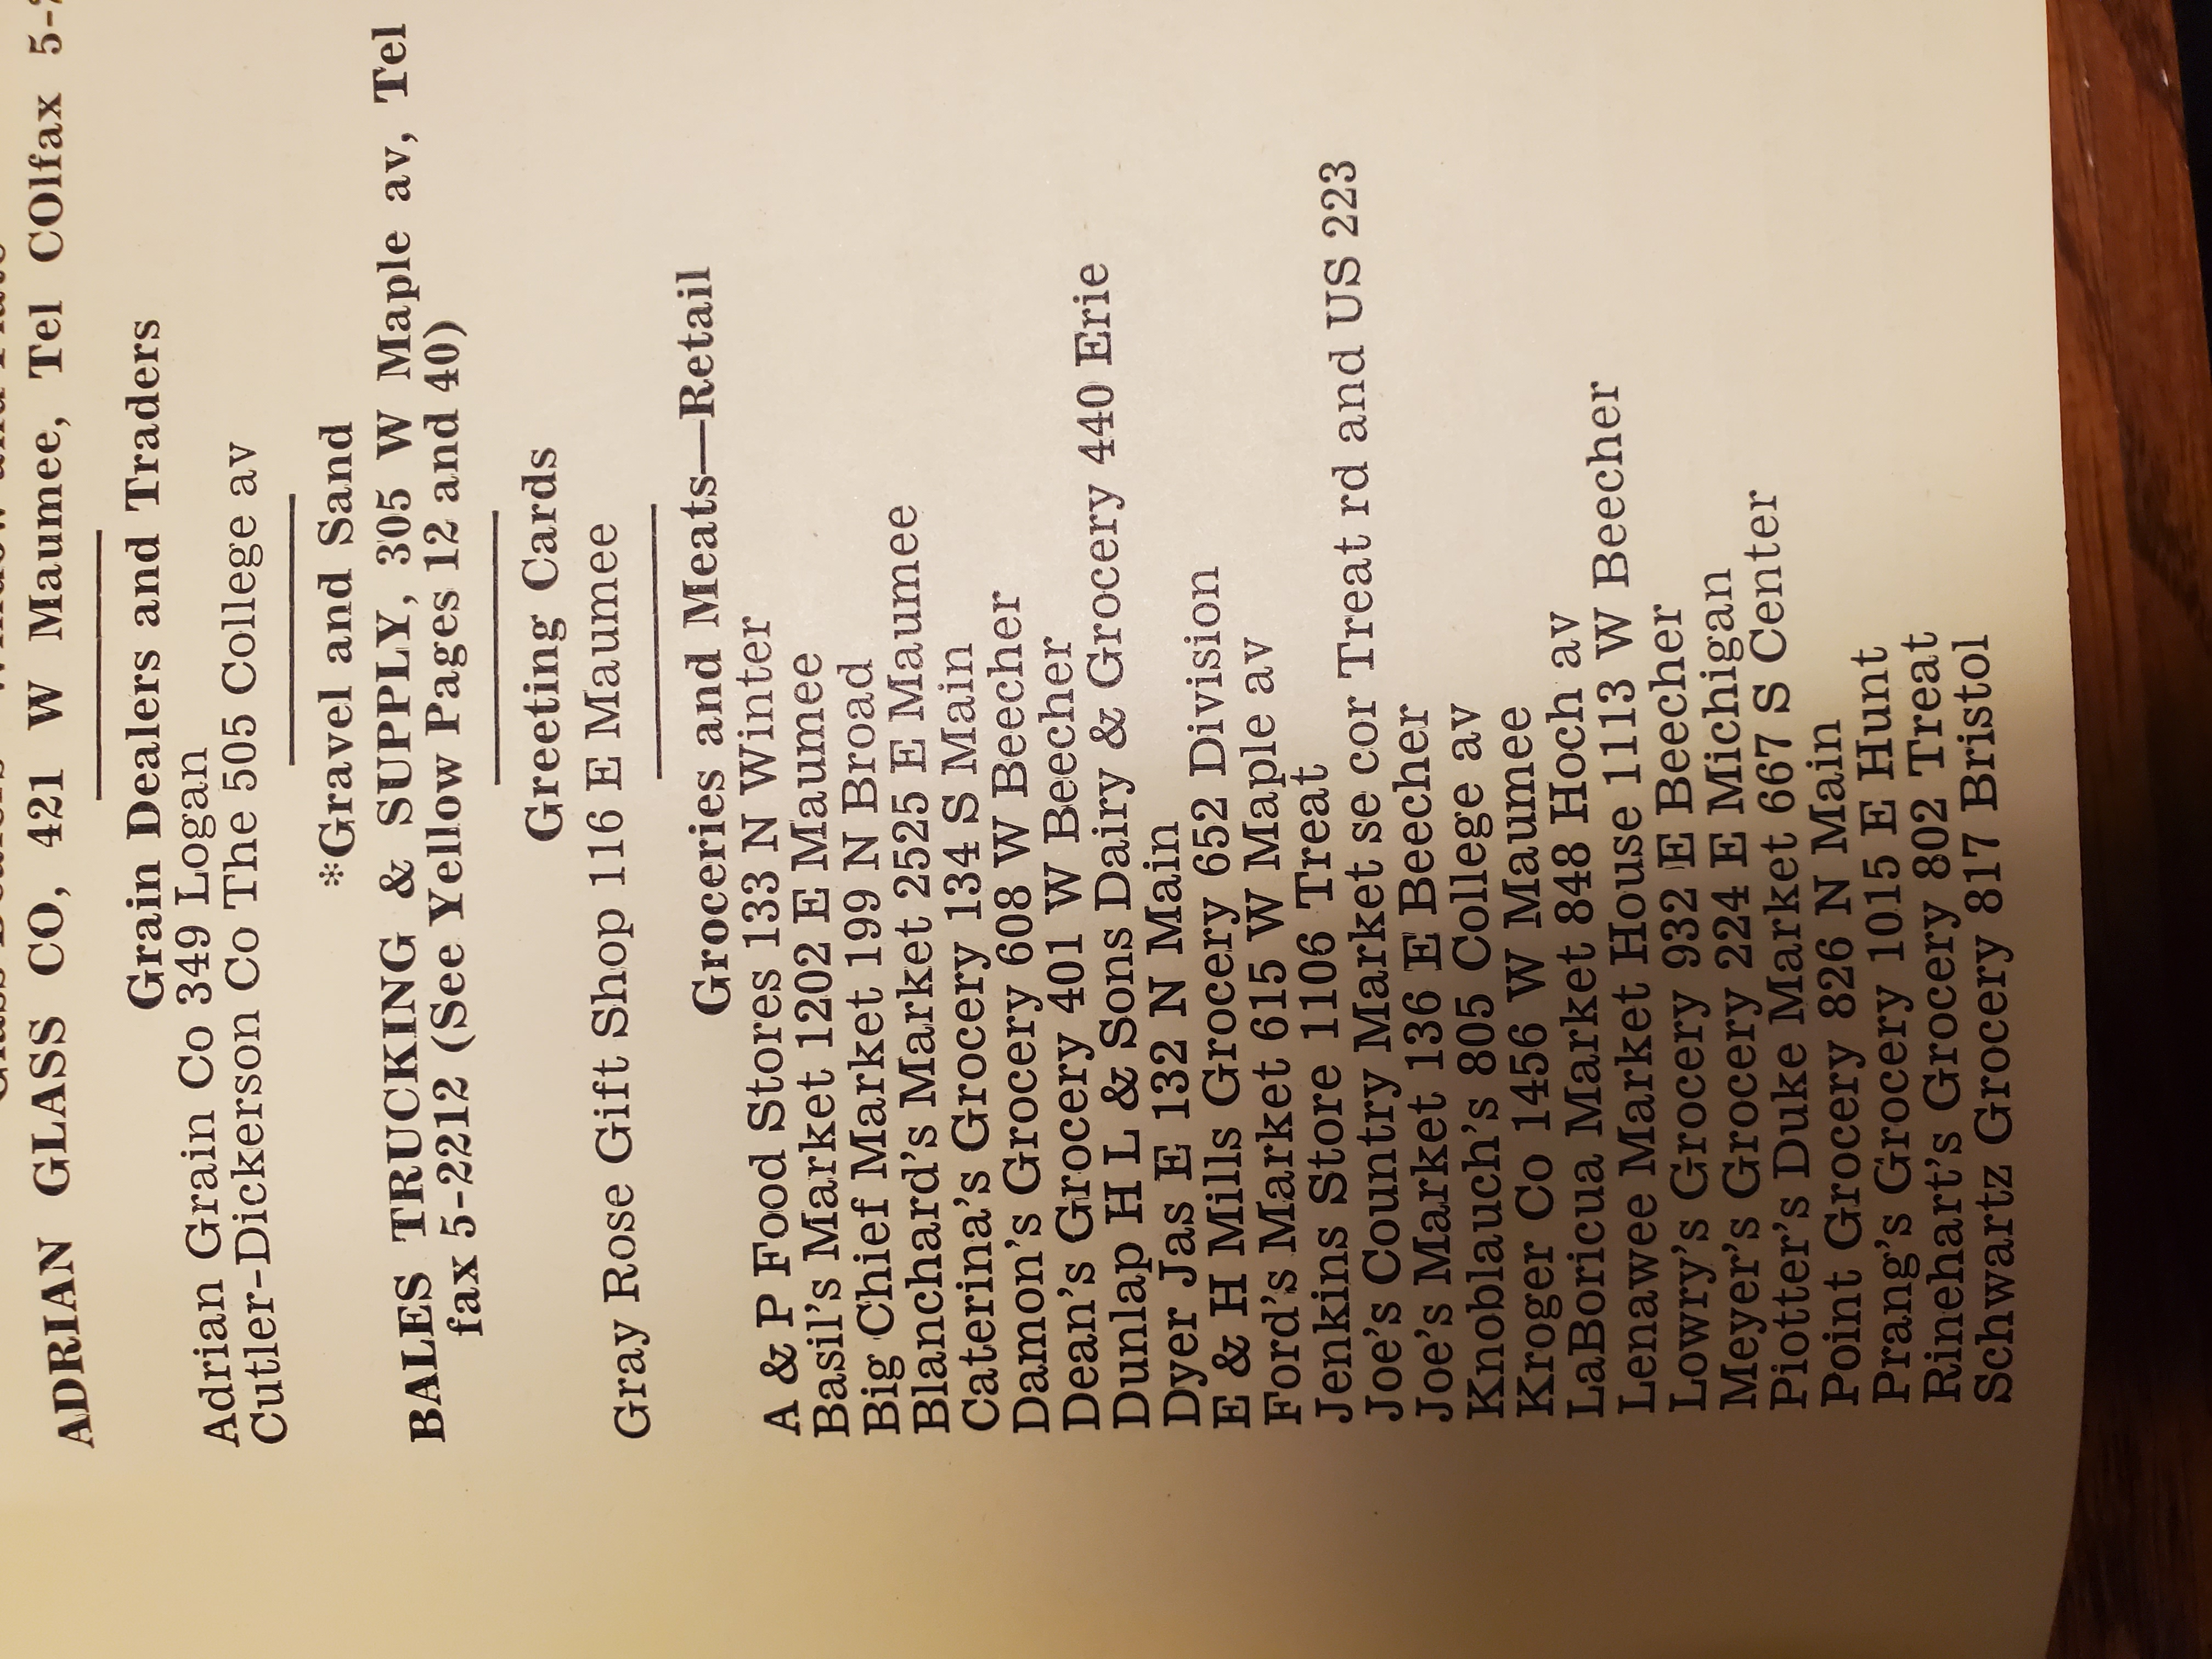 ADRIAN GLASS CO, 421 W Maumee, Tel COlfax 5-
Grain Dealers and Traders
Adrian Grain Co 349 Logan
Cutler-Dickerson Co The 505 College av
*Gravel and Sand
BALES TRUCKING & SUPPLY, 305 W Maple av, Tel
fax 5-2212 (See Yellow Pages 12 and 40)
Greeting Cards
Gray Rose Gift Shop 116 E Maumee
Groceries and Meats—Retail
A & P Food Stores 133 N Winter
Basil's Market 1202 E Maumee
Big Chief Market 199 N Broad
Blanchard's Market 2525 E Maumee
Caterina's Grocery 134 S Main
Damon's Grocery 608 W Beecher
Dean's Grocery 401 W Beecher
Dunlap H L & Sons Dairy & Grocery 440 Erie
Dyer Jas E 132 N Main
E & H Mills Grocery 652 Division
Ford's Market 615 W Maple av
Jenkins Store 1106 Treat
Joe's Country Market se cor Treat rd and US 223
Joe's Market 136 E Beecher
Knoblauch's 805 College av
Kroger Co 1456 W Maumee
LaBoricua Market 848 Hoch av
Lenawee Market House 1113 W Beecher
Lowry's Grocery 932 E Beecher
Meyer's Grocery 224 E Michigan
Piotter's Duke Market 667 S Center
Point Grocery 826 N Main
Prang's Grocery 1015 E Hunt
Rinehart's Grocery 802 Treat
Schwartz Grocery 817 Bristol